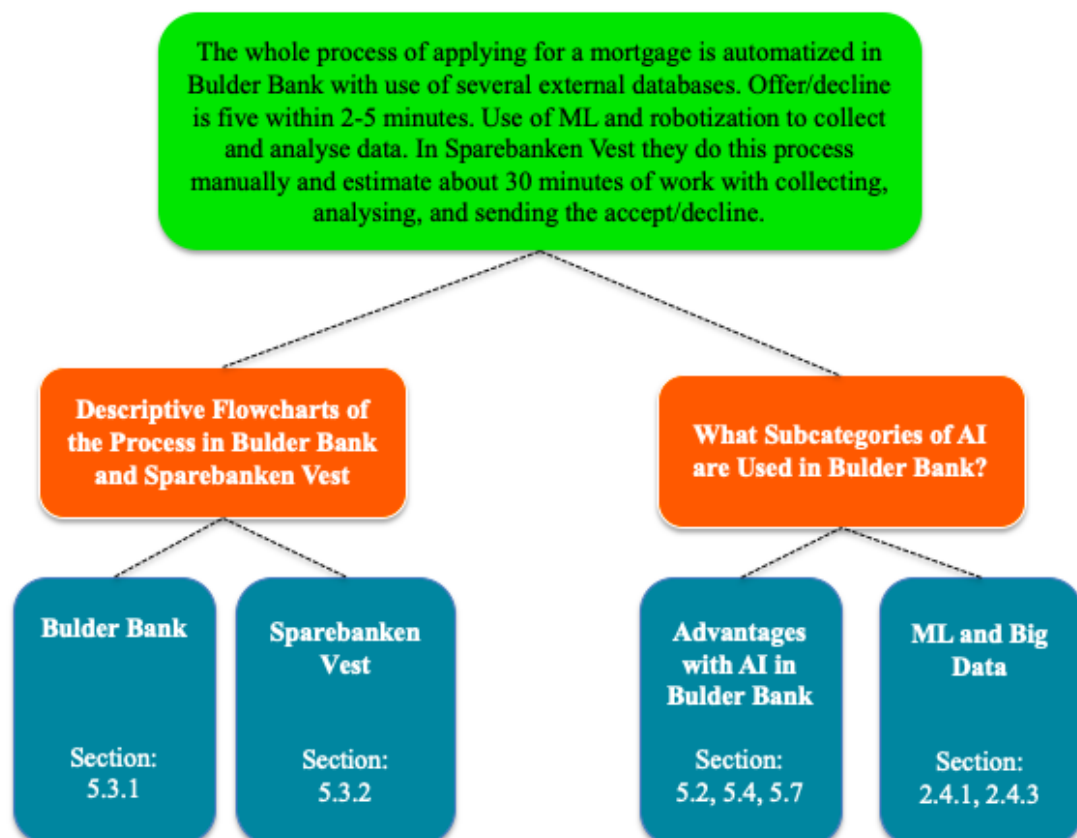 The whole process of applying for a mortgage is automatized in
Bulder Bank with use of several external databases. Offer/decline
is five within 2-5 minutes. Use of ML and robotization to collect
and analyse data. In Sparebanken Vest they do this process
manually and estimate about 30 minutes of work with collecting,
analysing, and sending the accept/decline.
Descriptive Flowcharts of
the Process in Bulder Bank
and Sparebanken Vest
What Subcategories of AI
are Used in Bulder Bank?
Bulder Bank
Section:
5.3.1
Sparebanken
Vest
Section:
5.3.2
Advantages
with AI in
Bulder Bank
Section:
5.2, 5.4, 5.7
ML and Big
Data
Section:
2.4.1, 2.4.3